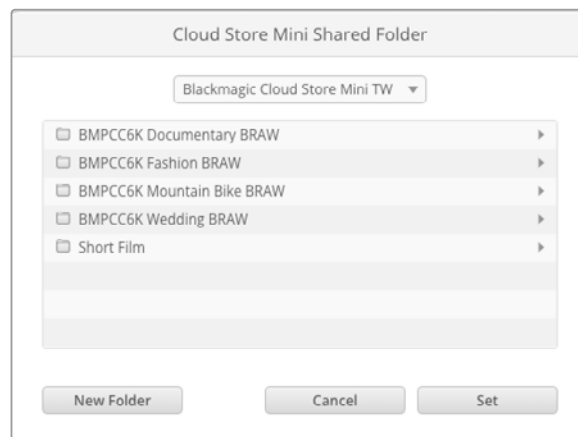 Cloud Store Mini Shared Folder
Blackmagic Cloud Store Mini TW
BMPCC6K Documentary BRAW
BMPCC6K Fashion BRAW
BMPCC6K Mountain Bike BRAW
BMPCC6K Wedding BRAW
Short Film
New Folder Cancel Set